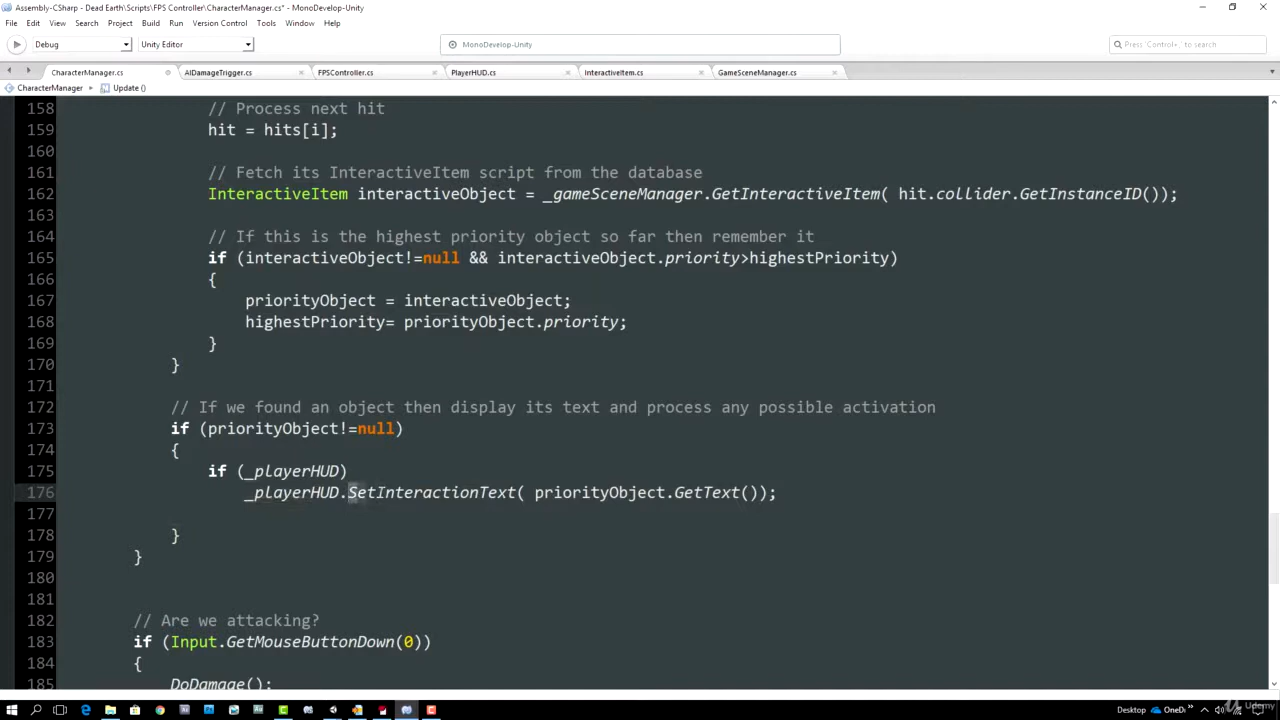 Assembly-CSharp - Dead Earth\Scripts\FPS Controller\CharacterManager.cs* - MonoDevelop-Unity
File Edit View Search Project Build Run Version Control Tools Window Help
Debug Unity Editor MonoDevelop-Unity Press 'Control+,' to search
CharacterManager.cs AIDamageTrigger.cs FPSController.cs PlayerHUD.cs InteractiveItem.cs GameSceneManager.cs
CharacterManager Update ()
158 // Process next hit
159 hit = hits[i];
160
161 // Fetch its InteractiveItem script from the database
162 InteractiveItem interactiveObject = _gameSceneManager.GetInteractiveItem( hit.collider.GetInstanceID());
163
164 // If this is the highest priority object so far then remember it
165 if (interactiveObject!=null && interactiveObject.priority>highestPriority)
166 {
167 priorityObject = interactiveObject;
168 highestPriority= priorityObject.priority;
169 }
170 }
171
172 // If we found an object then display its text and process any possible activation
173 if (priorityObject!=null)
174 {
175 if (_playerHUD)
176 _playerHUD.SetInteractionText( priorityObject.GetText());
177
178 }
179 }
180
181
182 // Are we attacking?
183 if (Input.GetMouseButtonDown(0))
184 {
185 DoDamage();
Desktop OneDi Udemy